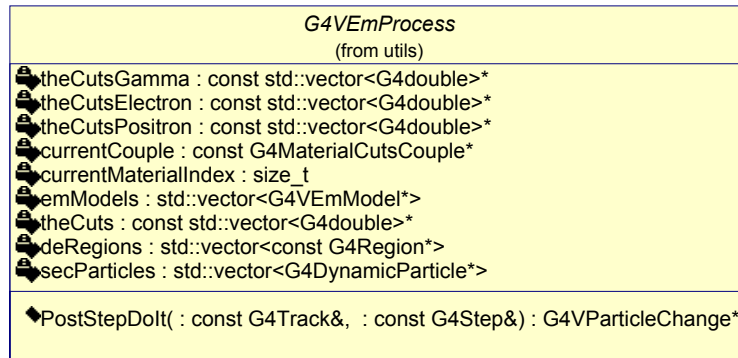 G4VEmProcess
(from utils)
theCutsGamma : const std::vector<G4double>*
theCutsElectron : const std::vector<G4double>*
theCutsPositron : const std::vector<G4double>*
currentCouple : const G4MaterialCutsCouple*
currentMaterialIndex : size_t
emModels : std::vector<G4VEmModel*>
theCuts : const std::vector<G4double>*
deRegions : std::vector<const G4Region*>
secParticles : std::vector<G4DynamicParticle*>
PostStepDoIt( : const G4Track&, : const G4Step&) : G4VParticleChange*